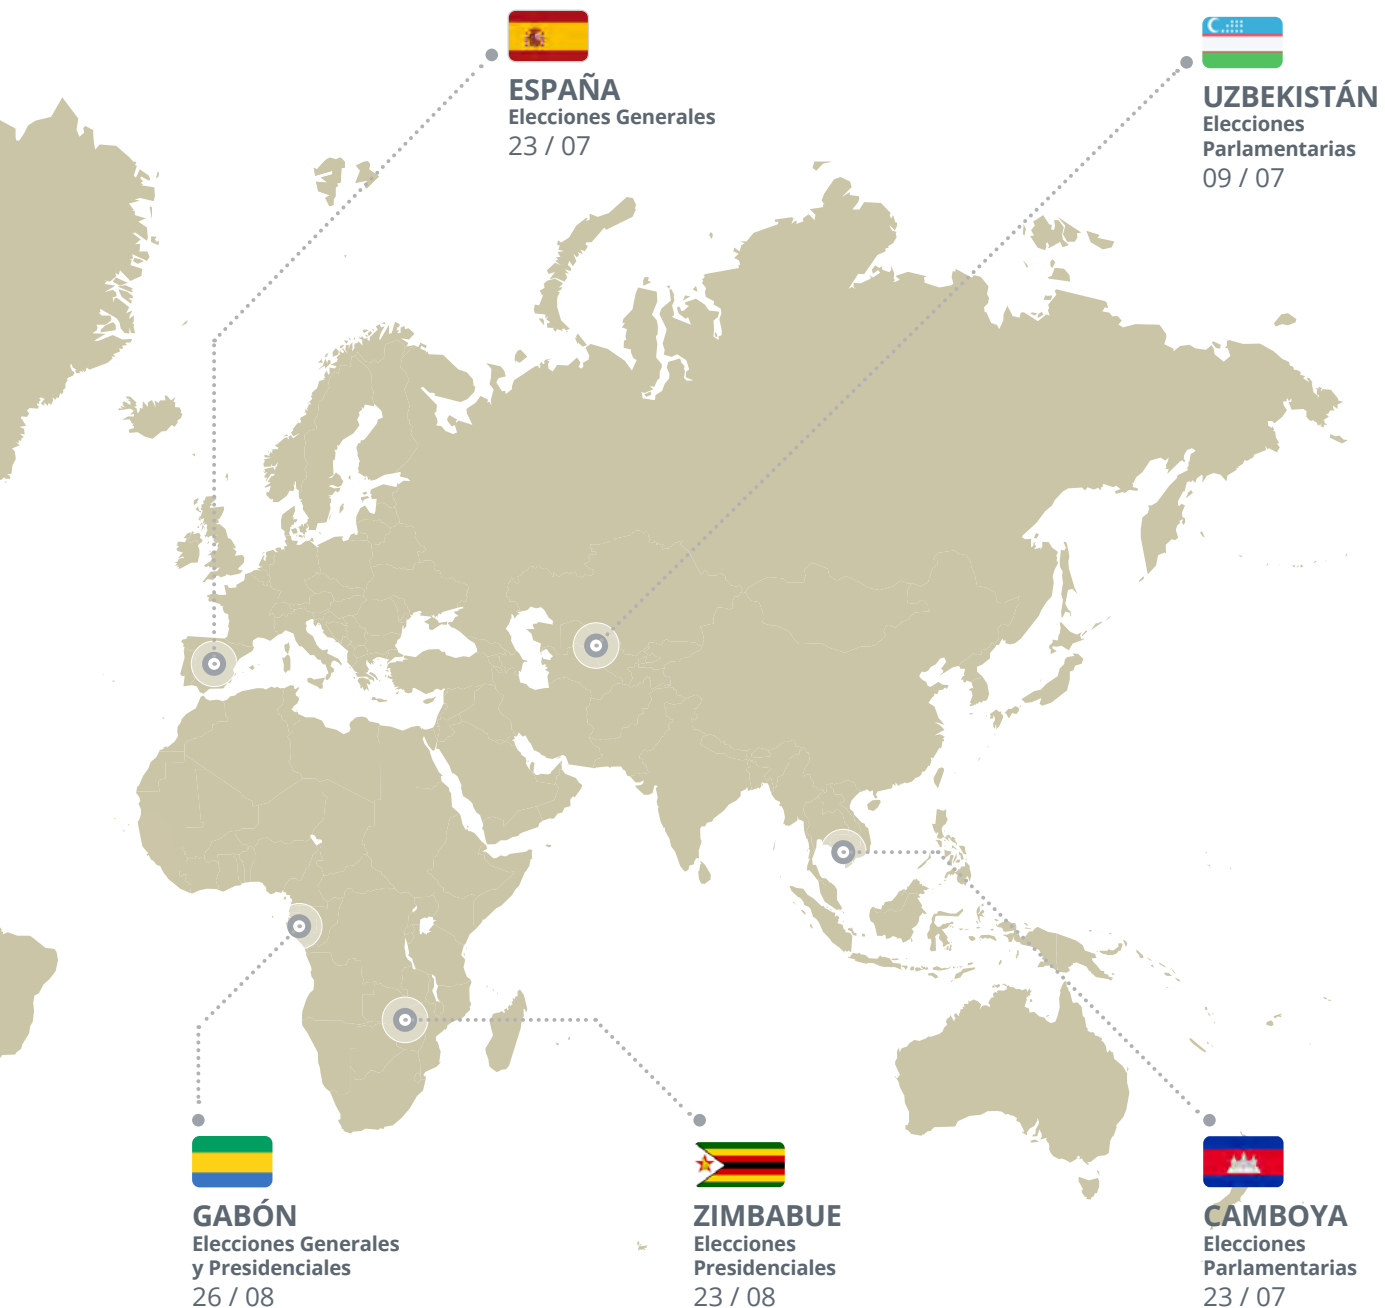 ESPAÑA
Elecciones Generales
23 / 07
UZBEKISTÁN
Elecciones
Parlamentarias
09 / 07
GABÓN
Elecciones Generales
y Presidenciales
26 / 08
ZIMBABUE
Elecciones
Presidenciales
23 / 08
CAMBOYA
Elecciones
Parlamentarias
23 / 07